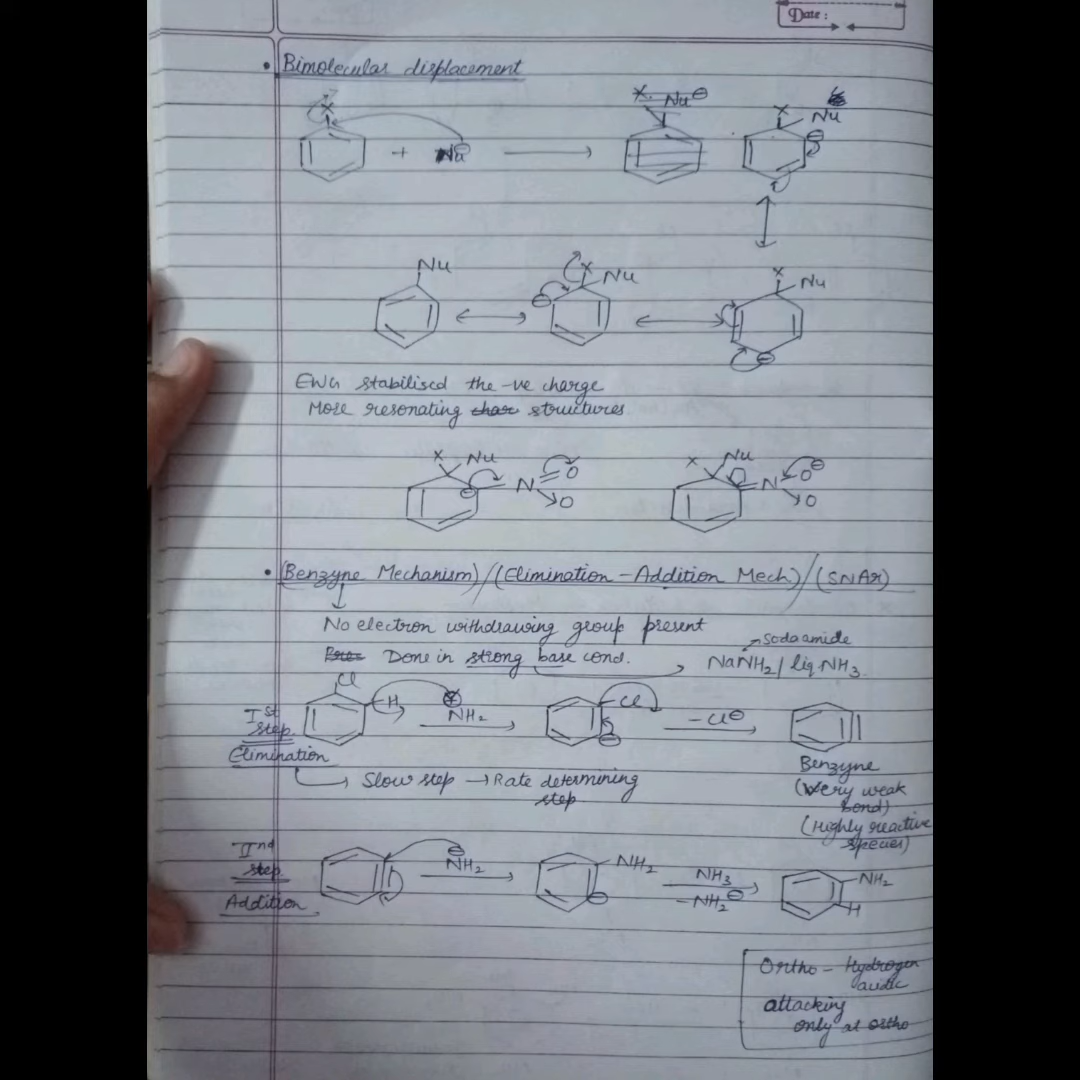 Date :
• Bimolecular displacement
X X Nu⊖ X Nu
+ Nu⊖ ⊖
Nu X Nu X Nu
⊖ ⊖
EWG stabilised the -ve charge
More resonating structures
X Nu X Nu
⊖ N O N O⊖
O O
• (Benzyne Mechanism)/(Elimination-Addition Mech)/(SNAr)
No electron withdrawing group present
Sodaamide
Done in strong base cond. NaNH₂/liq.NH₃.
Cl
Ist step. H NH₂ Cl -Cl⊖
⊖
Elimination
Benzyne
Slow step → Rate determining step
(Very weak bond)
(Highly reactive species)
IInd step. ⊖NH₂ NH₂ NH₃ NH₂
Addition ⊖ -NH₂⊖ H
Ortho - Hydrogen
acidic
attacking
only at ortho